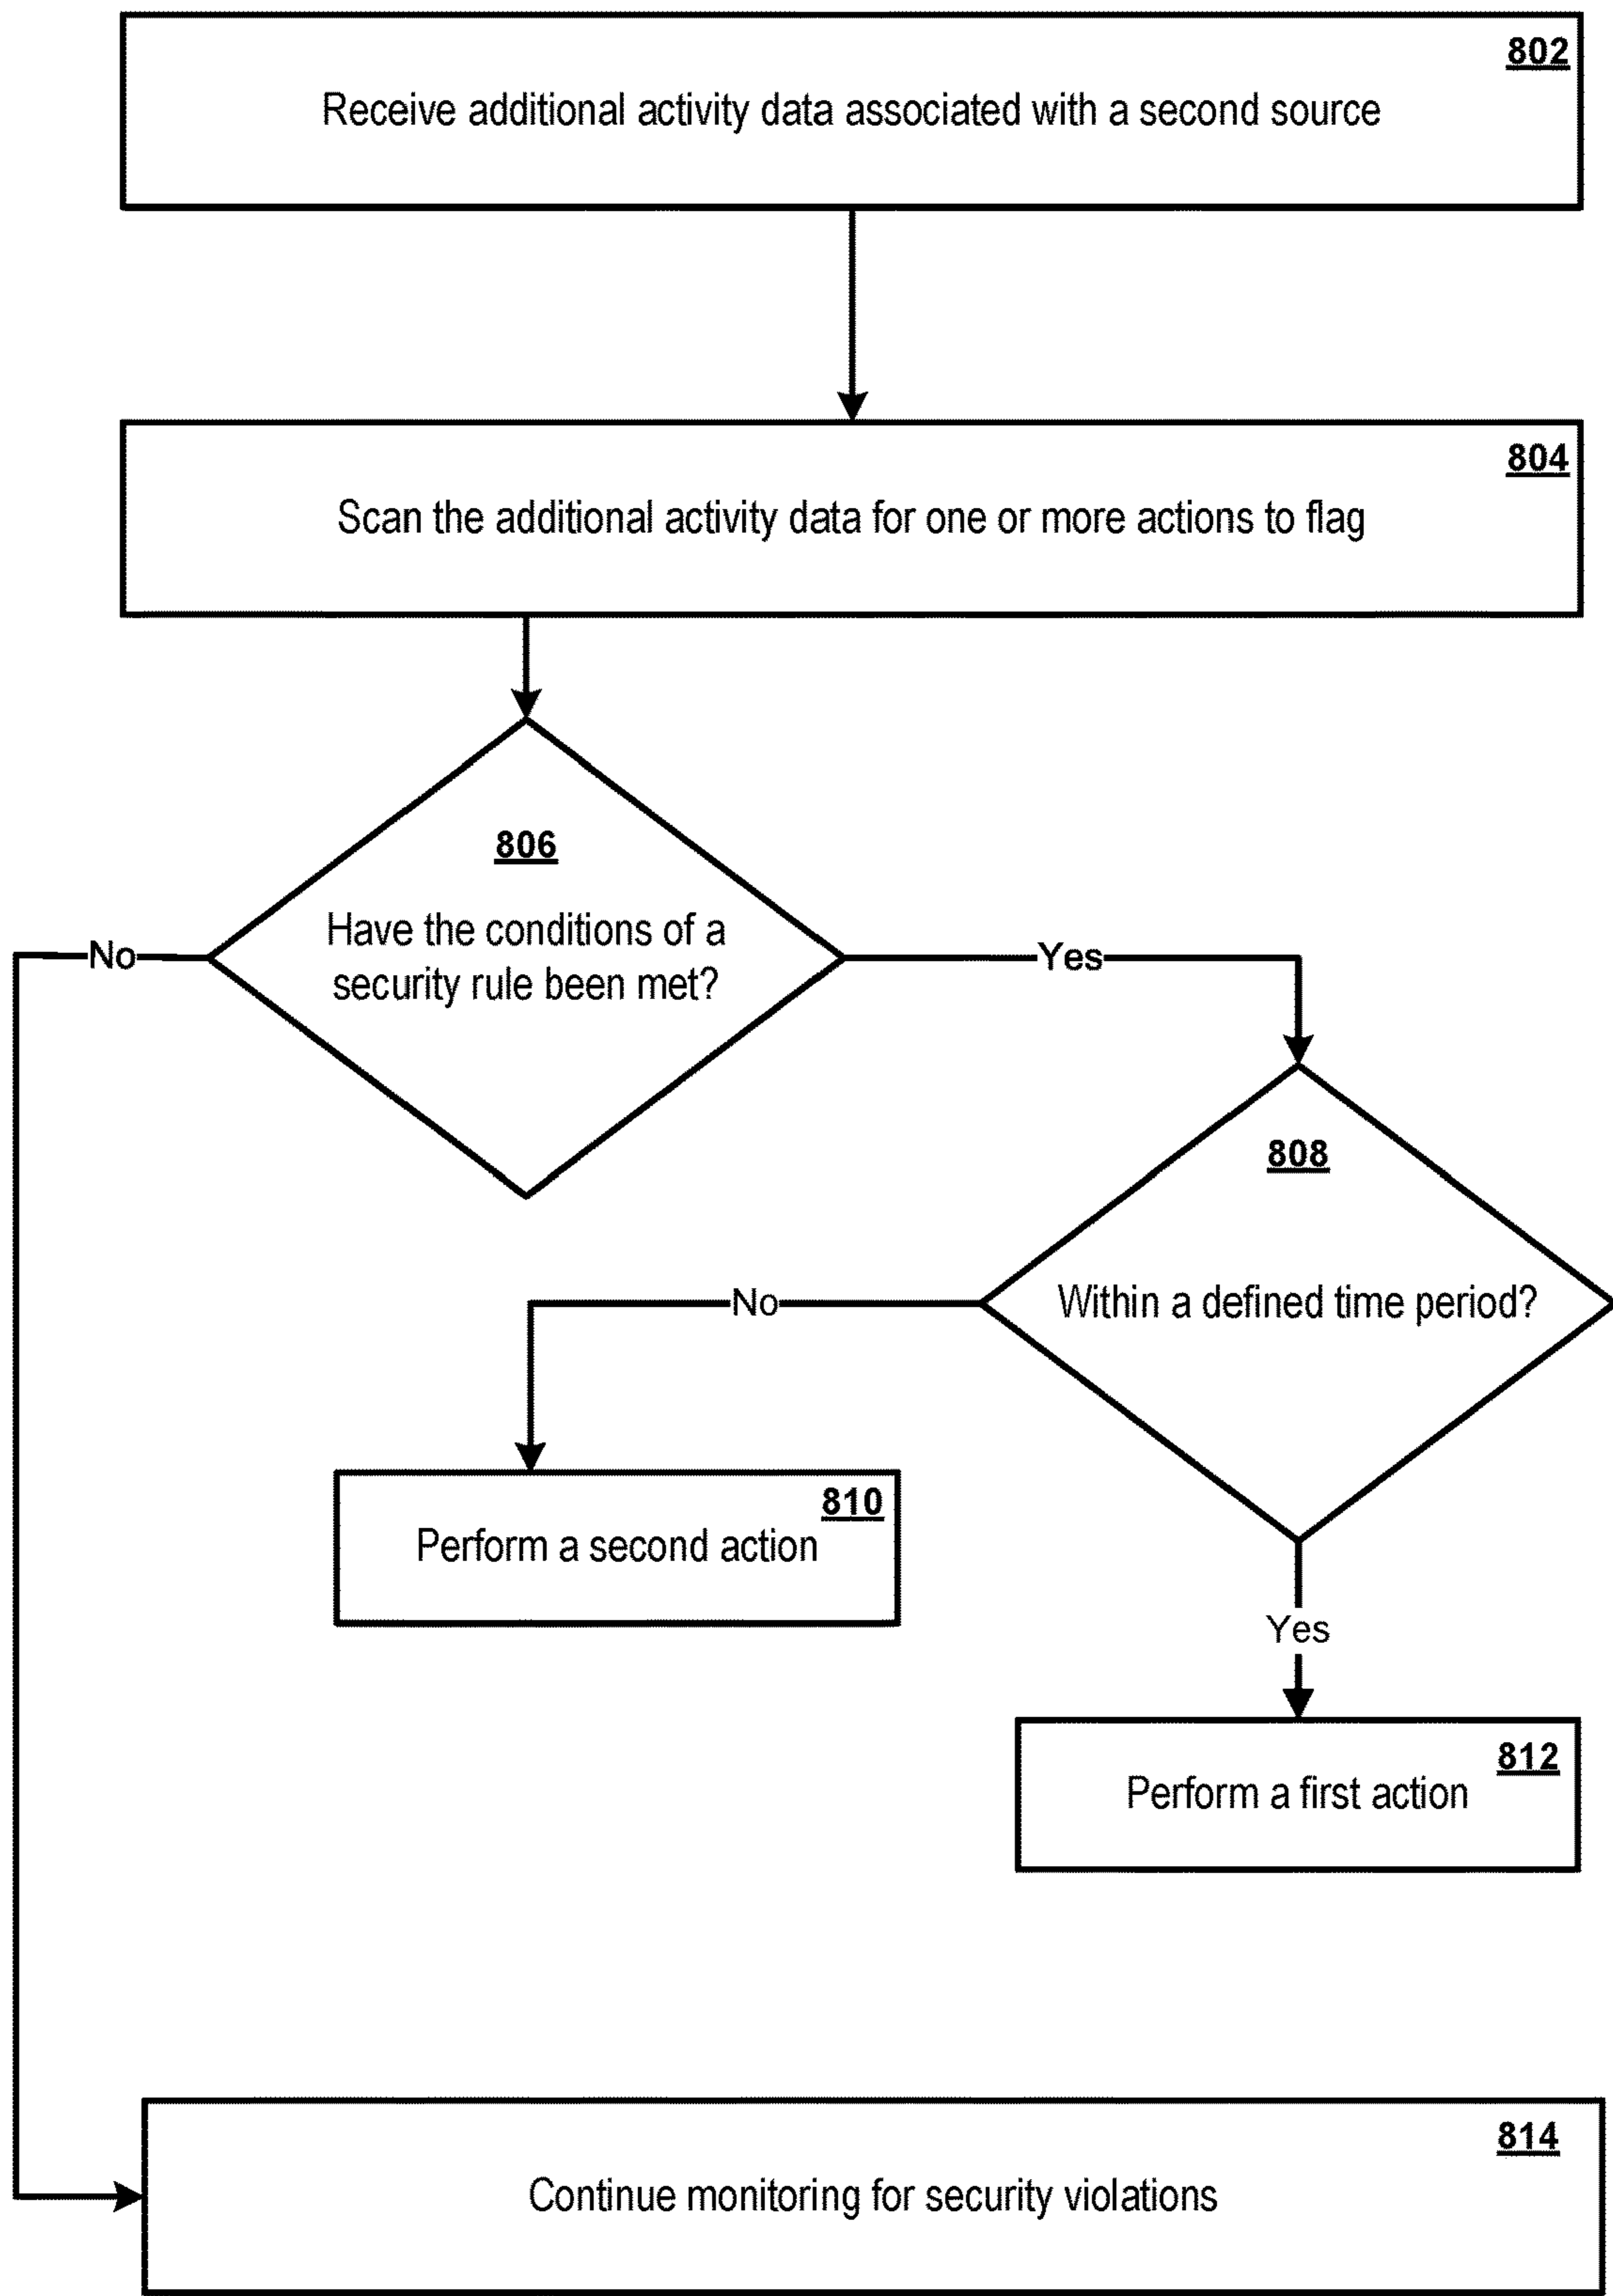 802
Receive additional activity data associated with a second source
804
Scan the additional activity data for one or more actions to flag
806
Have the conditions of a
security rule been met?
No
Yes
808
Within a defined time period?
No
810
Perform a second action
Yes
812
Perform a first action
814
Continue monitoring for security violations